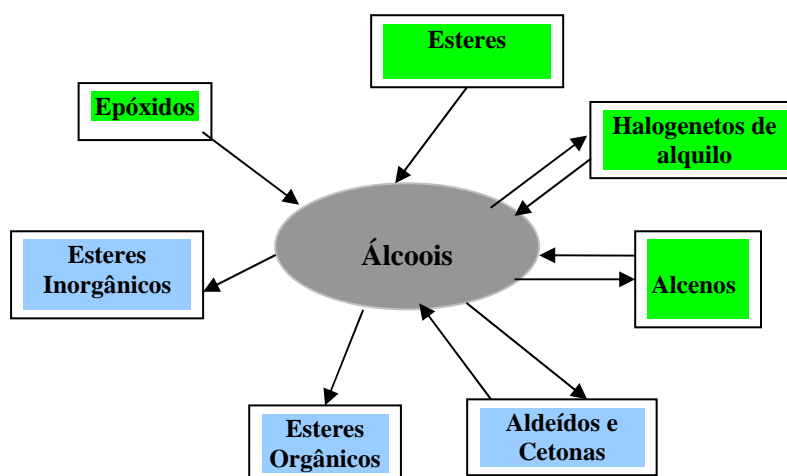 Esteres
Epóxidos
Halogenetos de
alquilo
Álcoois
Esteres
Inorgânicos
Alcenos
Esteres
Orgânicos
Aldeídos e
Cetonas